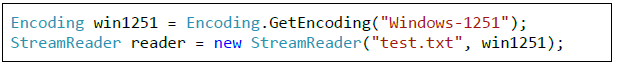 Encoding win1251 = Encoding.GetEncoding("Windows-1251");
StreamReader reader = new StreamReader("test.txt", win1251);